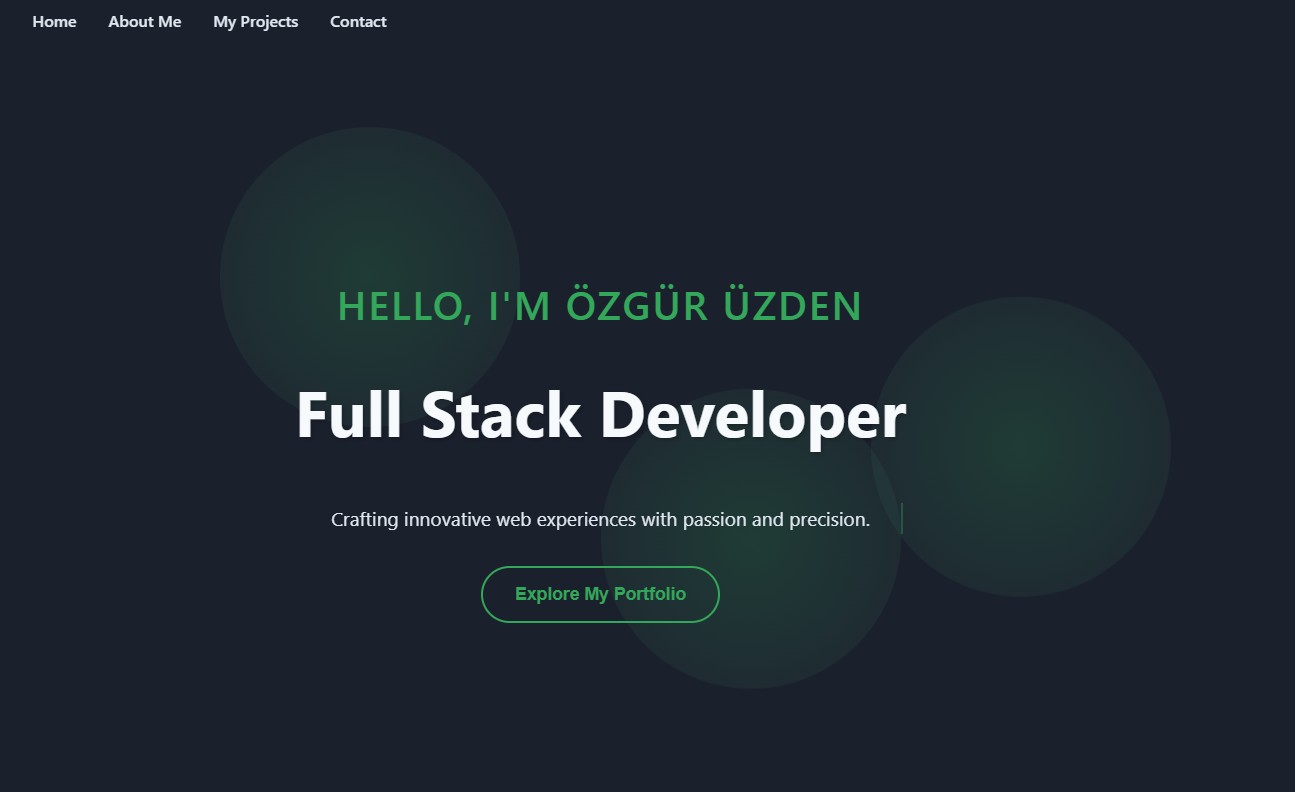 Home About Me My Projects Contact
HELLO, I'M ÖZGÜR ÜZDEN
Full Stack Developer
Crafting innovative web experiences with passion and precision.
Explore My Portfolio